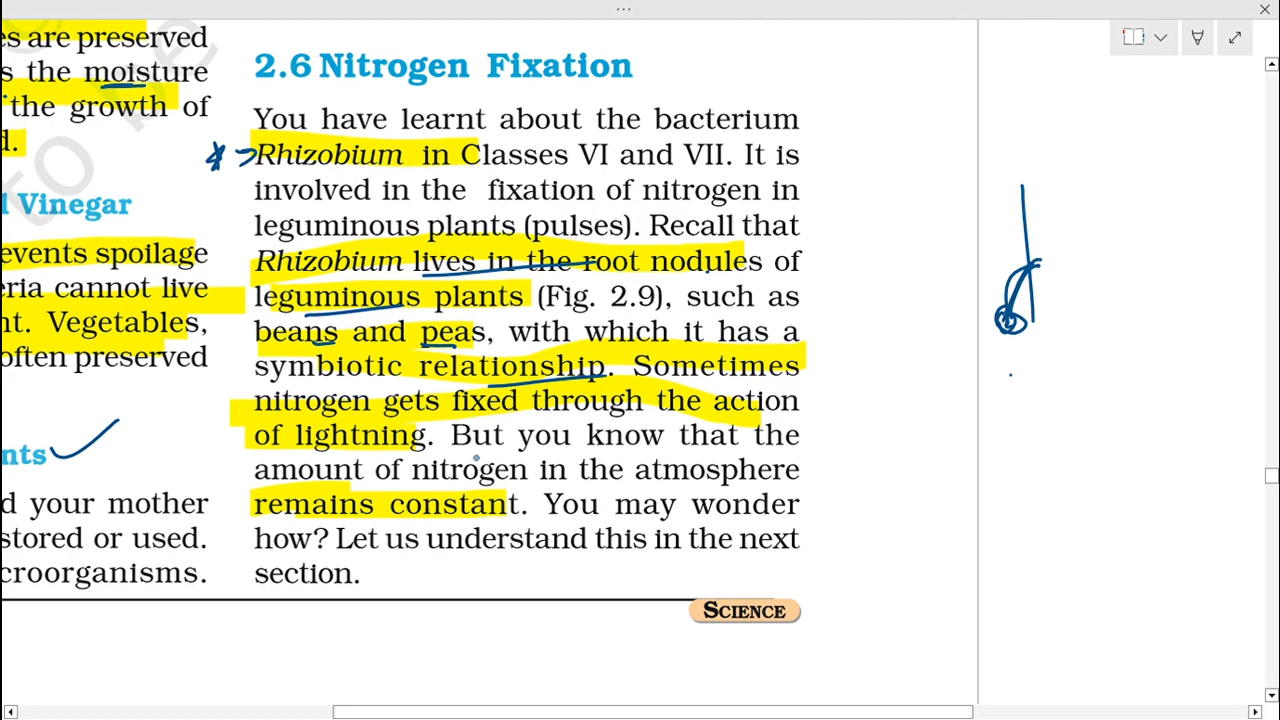 es are preserved
s the moisture
the growth of
d.
l Vinegar
events spoilage
eria cannot live
nt. Vegetables,
often preserved
nts
d your mother
stored or used.
croorganisms.
2.6 Nitrogen Fixation
You have learnt about the bacterium
Rhizobium in Classes VI and VII. It is
involved in the fixation of nitrogen in
leguminous plants (pulses). Recall that
Rhizobium lives in the root nodules of
leguminous plants (Fig. 2.9), such as
beans and peas, with which it has a
symbiotic relationship. Sometimes
nitrogen gets fixed through the action
of lightning. But you know that the
amount of nitrogen in the atmosphere
remains constant. You may wonder
how? Let us understand this in the next
section.
SCIENCE